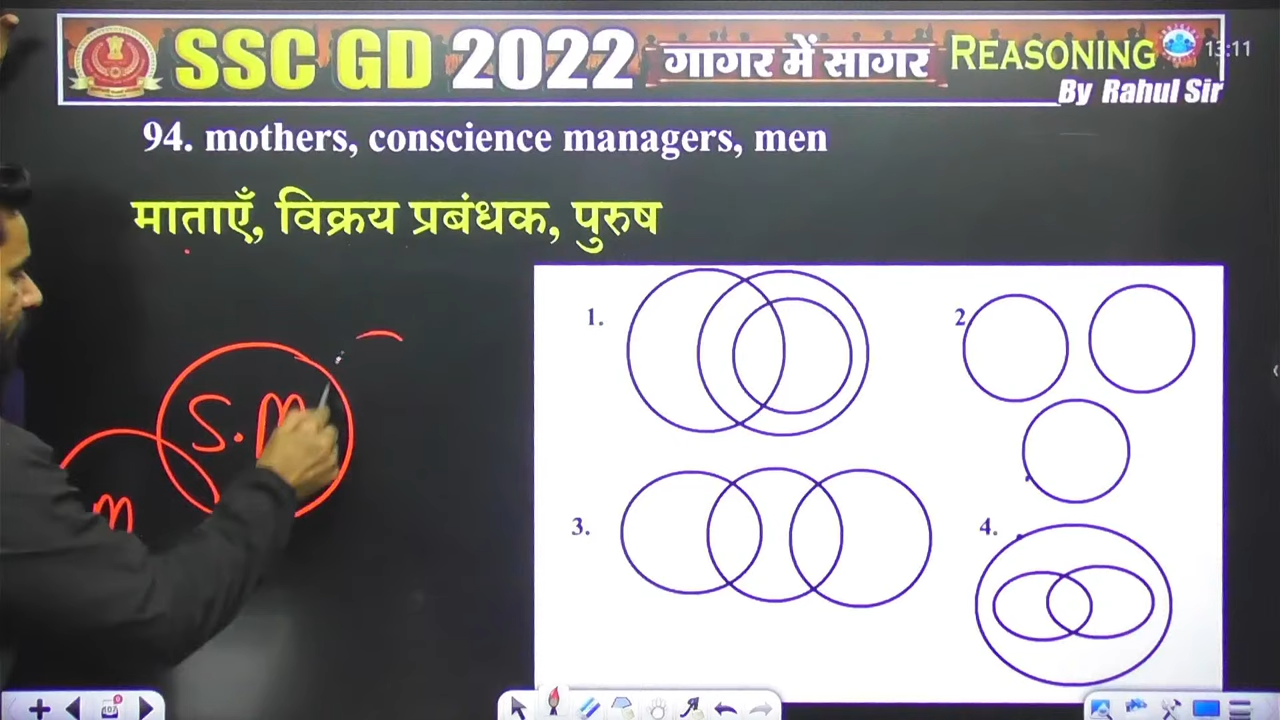 SSC GD 2022 गागर में सागर REASONING 13:11
By Rahul Sir
94. mothers, conscience managers, men
माताएँ, विक्रय प्रबंधक, पुरुष
1.
2
3.
4.
S.M
m